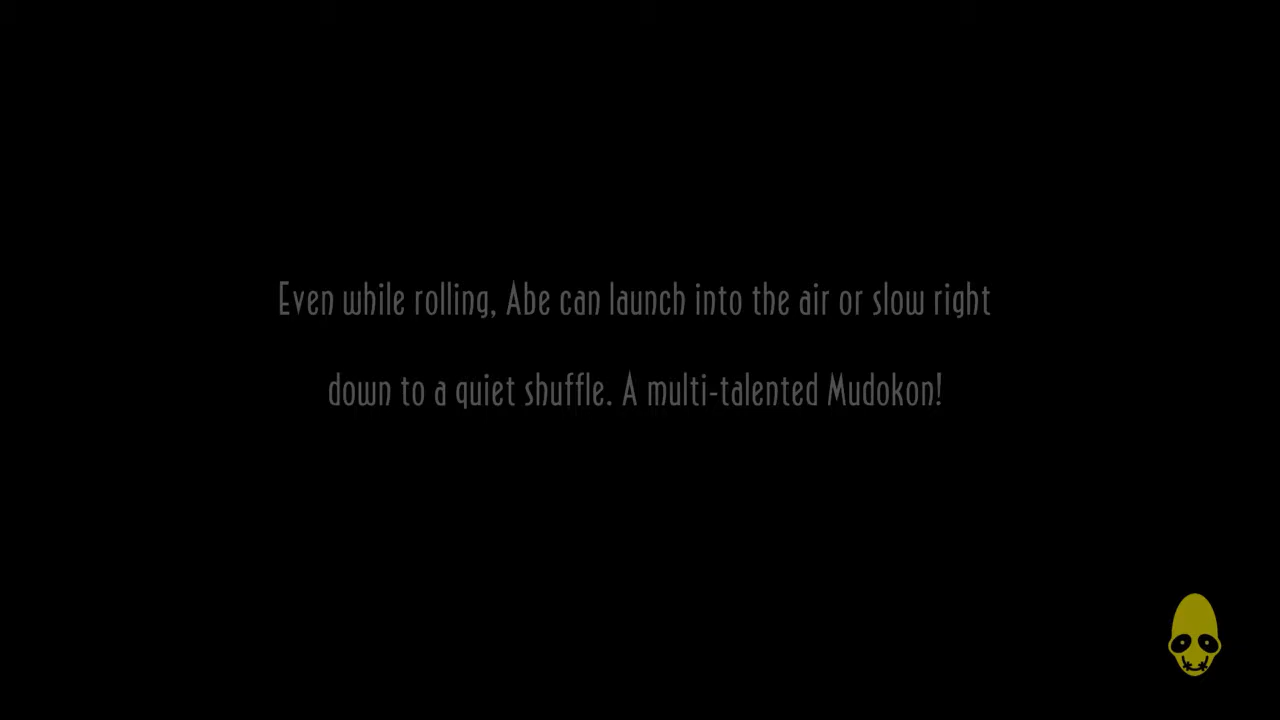 Even while rolling, Abe can launch into the air or slow right
down to a quiet shuffle. A multi-talented Mudokon!